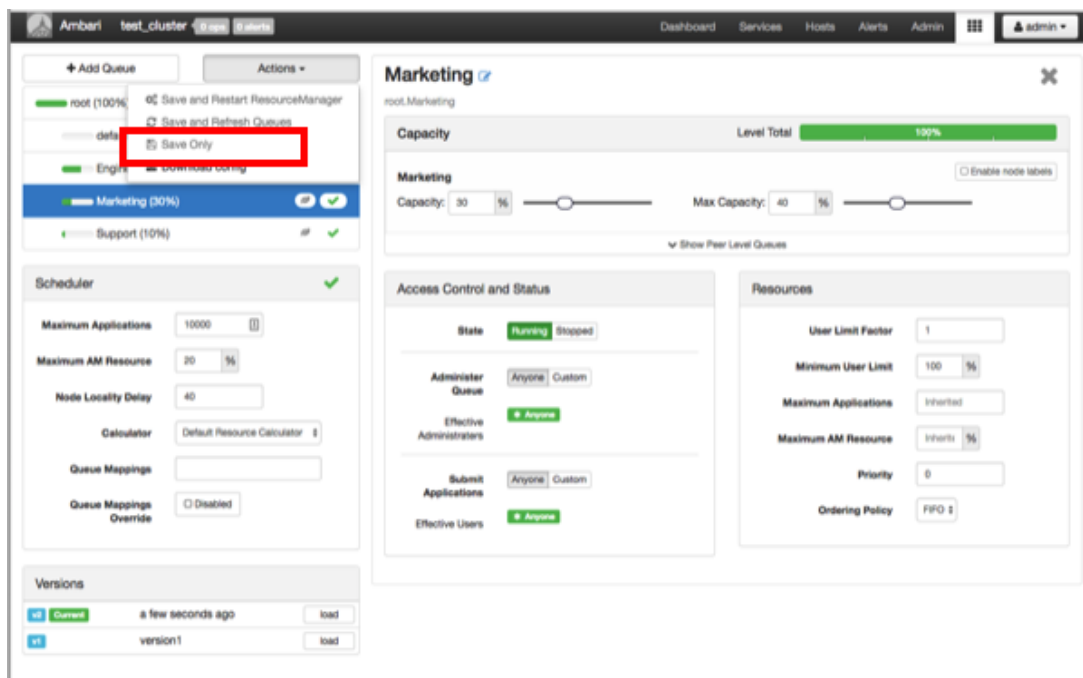 Ambari test_cluster 0 ops 0 alerts Dashboard Services Hosts Alerts Admin admin
+ Add Queue Actions
Save and Restart ResourceManager
Save and Refresh Queues
Save Only
Download config
root (100%
defa
Engin
Marketing (30%)
Support (10%)
Scheduler
Maximum Applications 10000
Maximum AM Resource 20 %
Node Locality Delay 40
Calculator Default Resource Calculator
Queue Mappings
Queue Mappings Override Disabled
Versions
v2 Current a few seconds ago load
v1 version1 load
Marketing
root.Marketing
Capacity Level Total 100%
Marketing Enable node labels
Capacity: 30 % Max Capacity: 40 %
Show Peer Level Queues
Access Control and Status
State Running Stopped
Administer Queue Anyone Custom
Effective Administraters Anyone
Submit Applications Anyone Custom
Effective Users Anyone
Resources
User Limit Factor 1
Minimum User Limit 100 %
Maximum Applications Inherited
Maximum AM Resource Inherite %
Priority 0
Ordering Policy FIFO